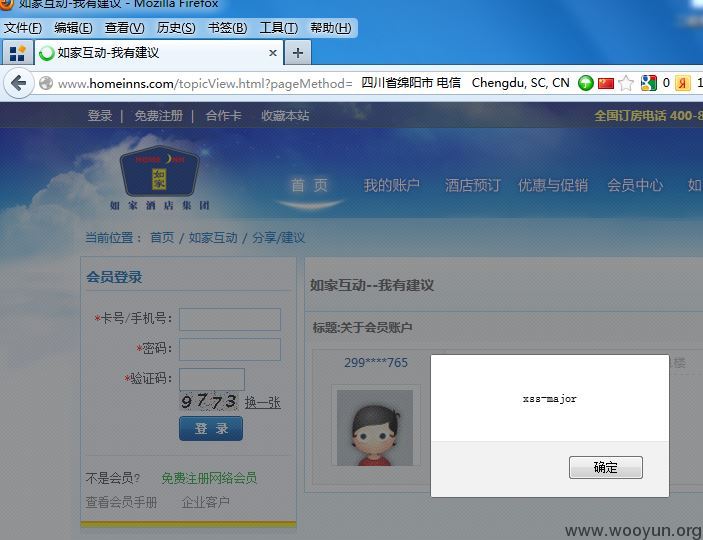 如家互动-我有建议 - Mozilla Firefox
文件(F) 编辑(E) 查看(V) 历史(S) 书签(B) 工具(T) 帮助(H)
如家互动-我有建议
www.homeinns.com/topicView.html?pageMethod= 四川省绵阳市 电信 Chengdu, SC, CN 0 1
登录 | 免费注册 | 合作卡 收藏本站
全国订房电话 400-8
HOME INN
如家
如家酒店集团
首 页 我的账户 酒店预订 优惠与促销 会员中心 如
当前位置： 首页 / 如家互动 / 分享/建议
会员登录
*卡号/手机号：
*密码：
*验证码：
9773 换一张
登 录
不是会员? 免费注册网络会员
查看会员手册 企业客户
如家互动--我有建议
标题:关于会员账户
299****765
楼
xss-major
确定
www.wooyun.org